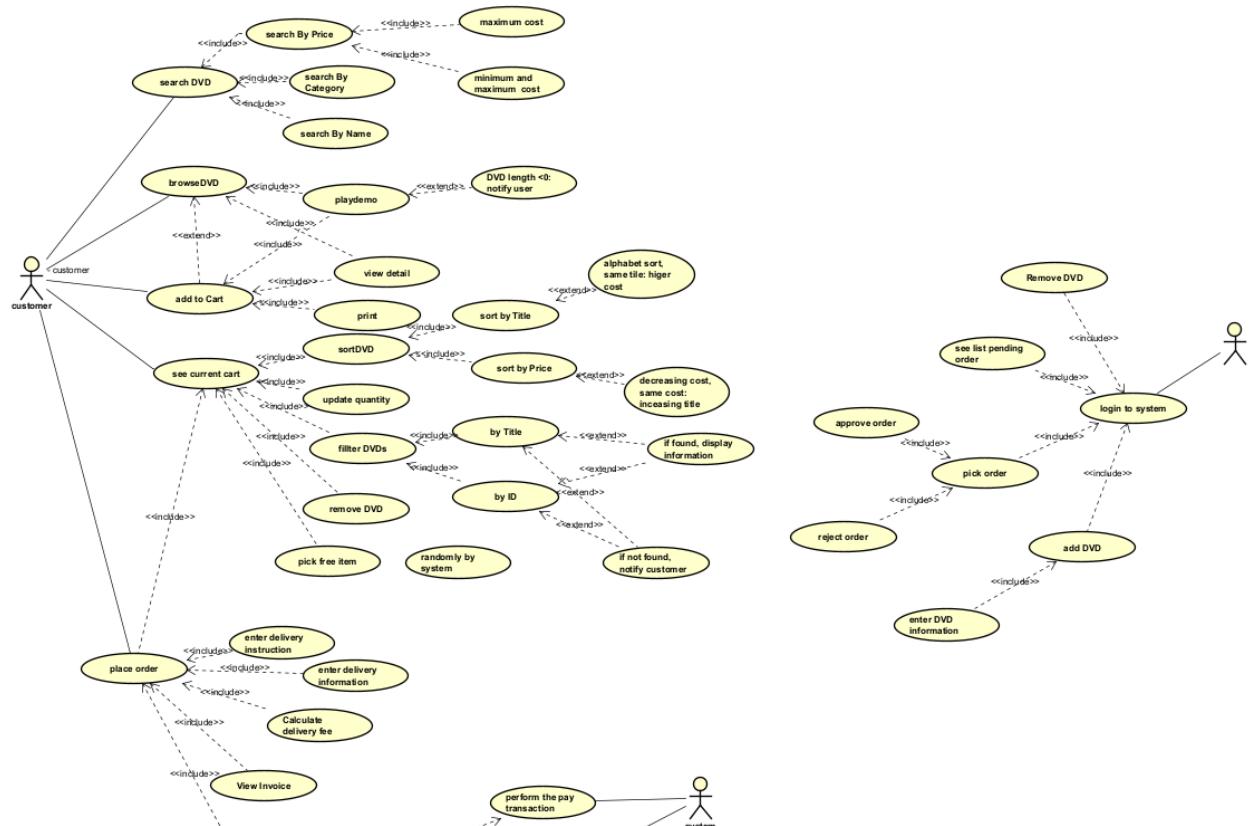 maximum cost
<<include>>
search By Price
<<include>>
<<include>>
minimum and
maximum cost
search DVD
<<include>>
search By
Category
<<include>>
search By Name
browseDVD
<<include>>
playdemo
<<extend>>
DVD length <0:
notify user
<<extend>>
<<include>>
<<include>>
customer
customer
view detail
add to Cart
<<include>>
<<include>>
print
alphabet sort,
same tile: higer
cost
<<extend>>
sort by Title
<<include>>
sortDVD
<<include>>
<<include>>
sort by Price
<<extend>>
decreasing cost,
same cost:
inceasing title
see current cart
<<include>>
update quantity
<<include>>
fillter DVDs
<<include>>
by Title
<<extend>>
if found, display
information
<<include>>
<<include>>
<<extend>>
by ID
<<extend>>
<<extend>>
<<include>>
remove DVD
<<include>>
pick free item
randomly by
system
if not found,
notify customer
Remove DVD
<<include>>
see list pending
order
<<include>>
login to system
approve order
<<include>>
<<include>>
pick order
<<include>>
<<include>>
reject order
add DVD
<<include>>
enter DVD
information
place order
<<include>>
enter delivery
instruction
<<include>>
enter delivery
information
<<include>>
Calculate
delivery fee
<<include>>
<<include>>
View Invoice
perform the pay
transaction